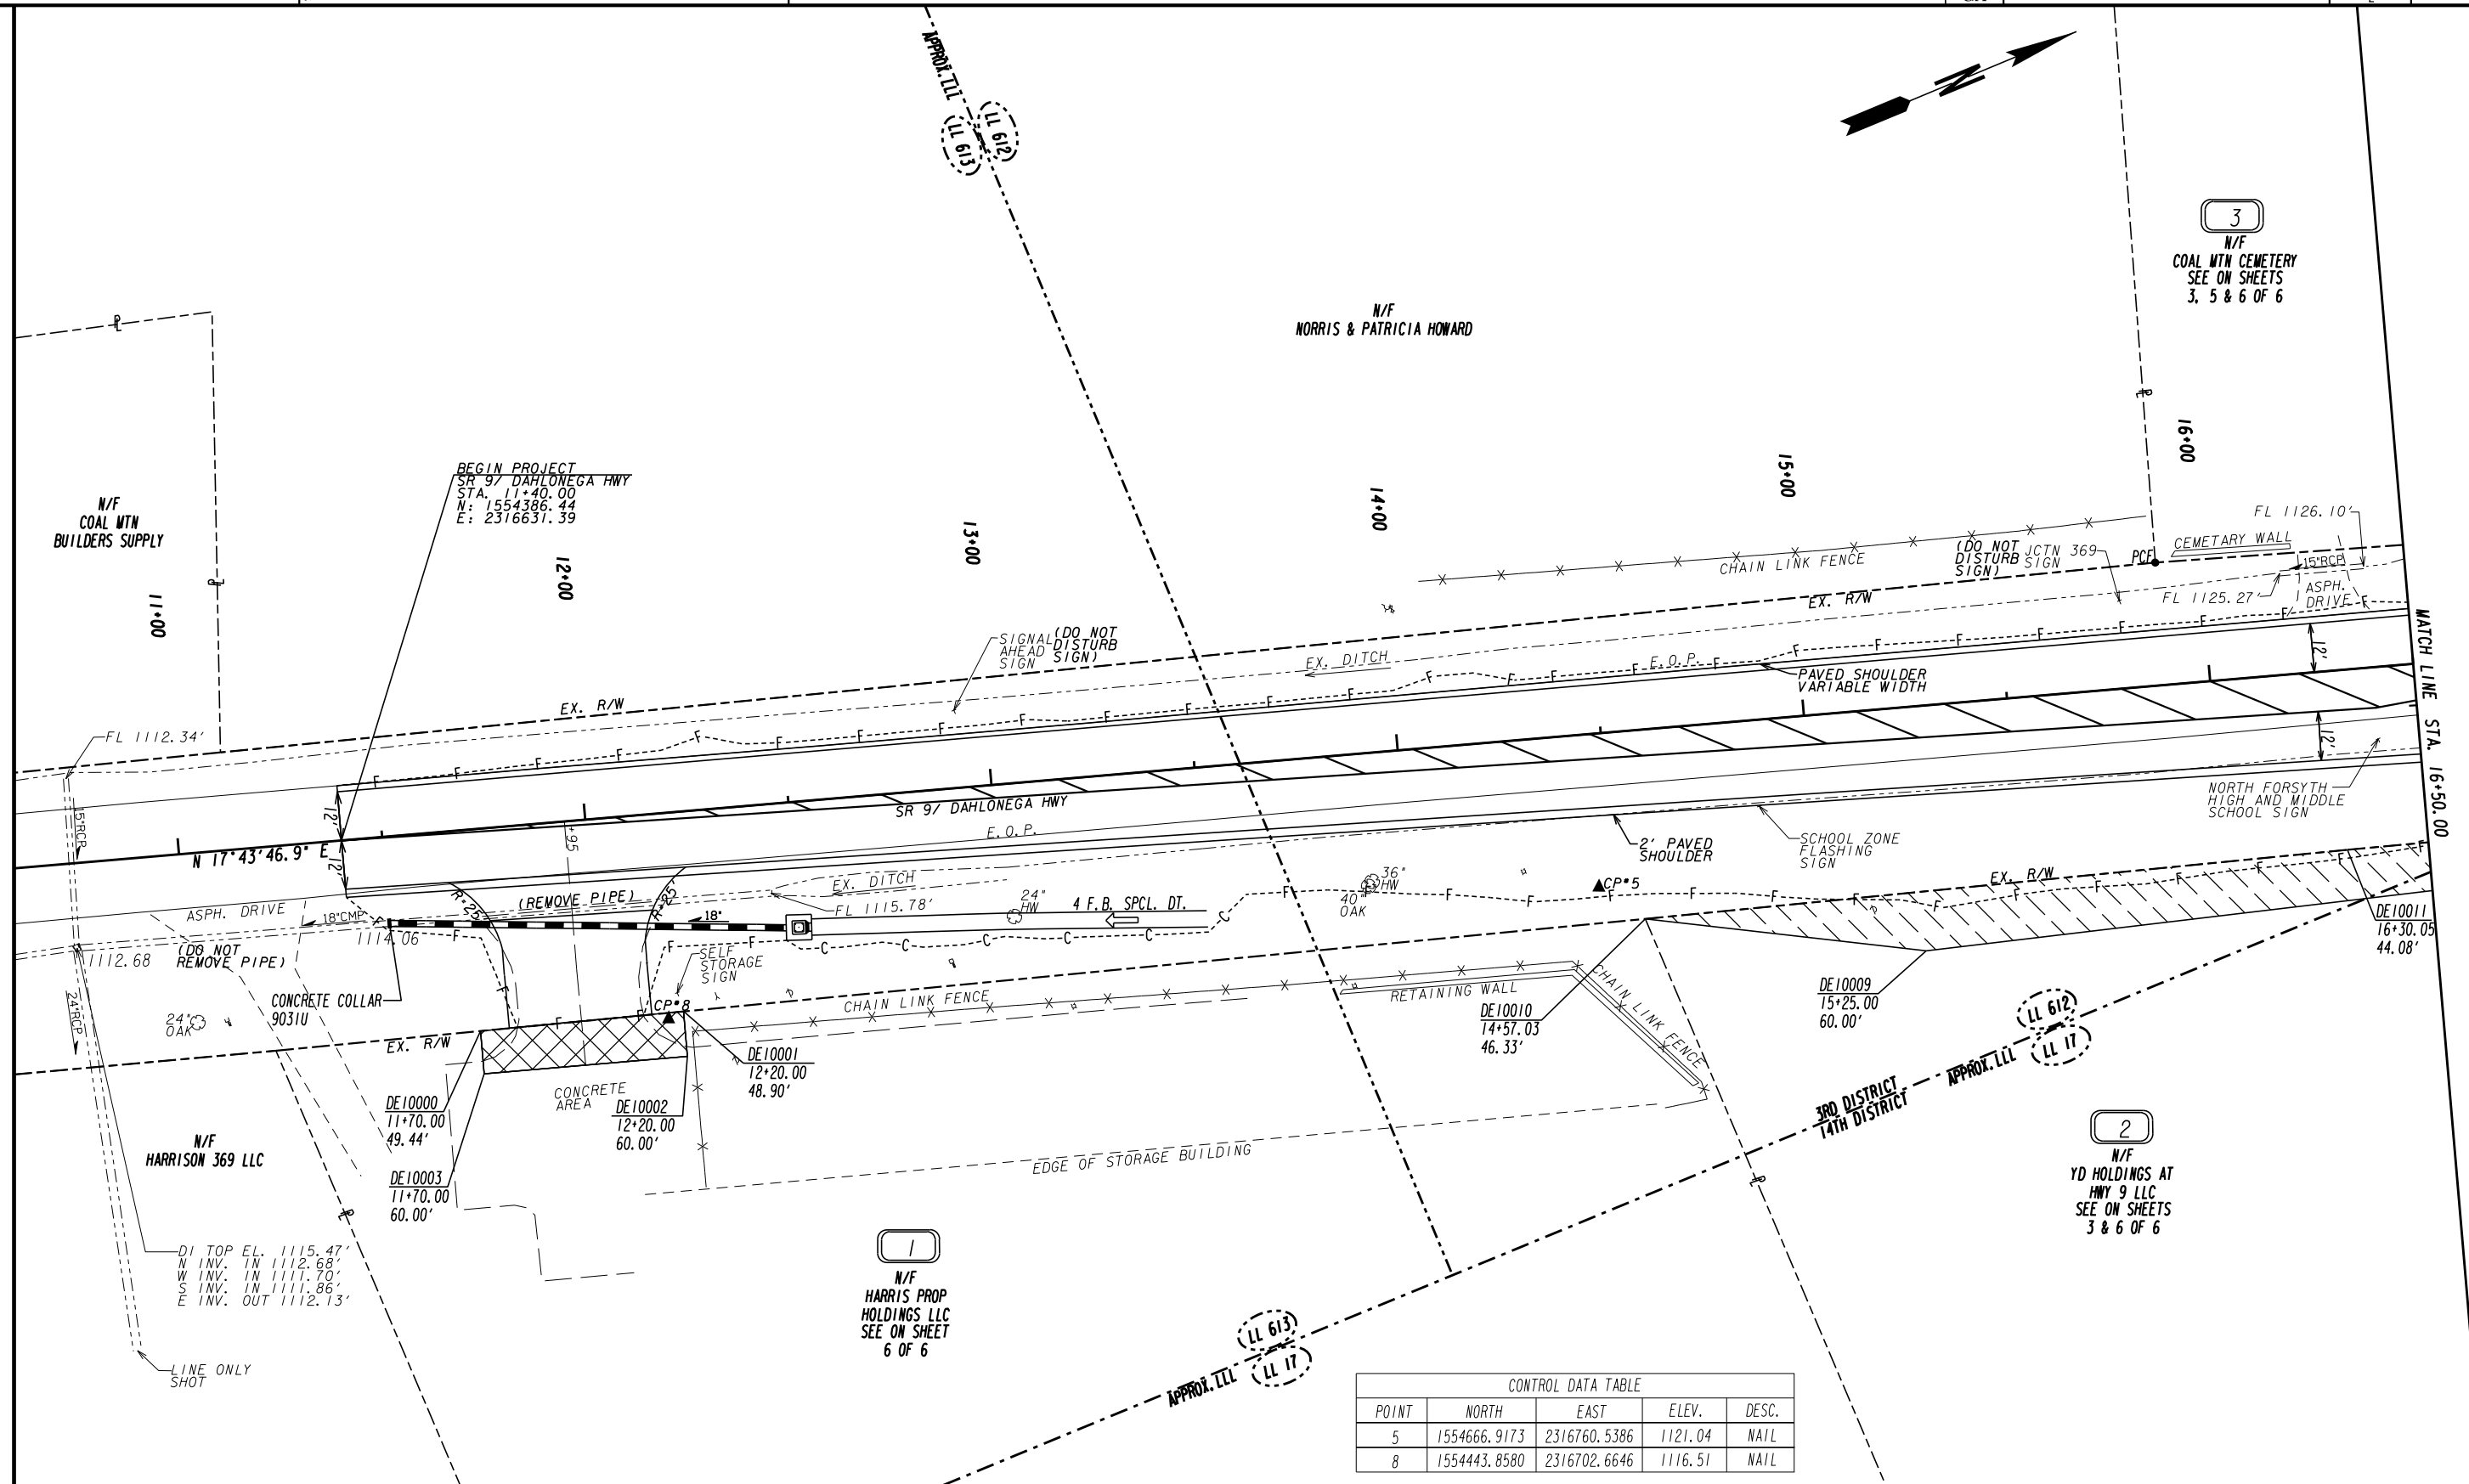 APPROX. LLL
LL 612
LL 613
N
3
N/F
COAL MTN CEMETERY
SEE ON SHEETS
3, 5 & 6 OF 6
N/F
NORRIS & PATRICIA HOWARD
BEGIN PROJECT
SR 9/ DAHLONEGA HWY
STA. 11+40.00
N: 1554386.44
E: 2316631.39
N/F
COAL MTN
BUILDERS SUPPLY
11+00
12+00
13+00
14+00
15+00
16+00
FL 1126.10'
CEMETARY WALL
(DO NOT
DISTURB
SIGN)
JCTN 369
SIGN
PCF
15"RCP
CHAIN LINK FENCE
EX. R/W
FL 1125.27'
ASPH.
DRIVE
SIGNAL
AHEAD
SIGN
(DO NOT
DISTURB
SIGN)
EX. DITCH
E.O.P.
PAVED SHOULDER
VARIABLE WIDTH
12'
EX. R/W
FL 1112.34'
12'
MATCH LINE STA. 16+50.00
NORTH FORSYTH
HIGH AND MIDDLE
SCHOOL SIGN
15"RCP
12'
SR 9/ DAHLONEGA HWY
E.O.P.
+95
N 17°43'46.9" E
12'
2' PAVED
SHOULDER
SCHOOL ZONE
FLASHING
SIGN
R-25'
R-25'
(REMOVE PIPE)
EX. DITCH
FL 1115.78'
24"
HW
36"
HW
40"
OAK
CP#5
EX. R/W
ASPH. DRIVE
18"CMP
18"
4 F.B. SPCL. DT.
1114.06
1112.68
(DO NOT
REMOVE PIPE)
SELF
STORAGE
SIGN
DE10011
16+30.05
44.08'
CONCRETE COLLAR
9031U
24"RCP
24"
OAK
CP#8
CHAIN LINK FENCE
RETAINING WALL
CHAIN LINK FENCE
DE10009
15+25.00
60.00'
DE10010
14+57.03
46.33'
LL 612
LL 17
APPROX. LLL
EX. R/W
DE10001
12+20.00
48.90'
CONCRETE
AREA
DE10000
11+70.00
49.44'
DE10002
12+20.00
60.00'
3RD DISTRICT
14TH DISTRICT
N/F
HARRISON 369 LLC
DE10003
11+70.00
60.00'
EDGE OF STORAGE BUILDING
2
N/F
YD HOLDINGS AT
HWY 9 LLC
SEE ON SHEETS
3 & 6 OF 6
DI TOP EL. 1115.47'
N INV. IN 1112.68'
W INV. IN 1111.70'
S INV. IN 1111.86'
E INV. OUT 1112.13'
1
N/F
HARRIS PROP
HOLDINGS LLC
SEE ON SHEET
6 OF 6
LINE ONLY
SHOT
LL 613
LL 17
APPROX. LLL
CONTROL DATA TABLE
POINT NORTH EAST ELEV. DESC.
5 1554666.9173 2316760.5386 1121.04 NAIL
8 1554443.8580 2316702.6646 1116.51 NAIL